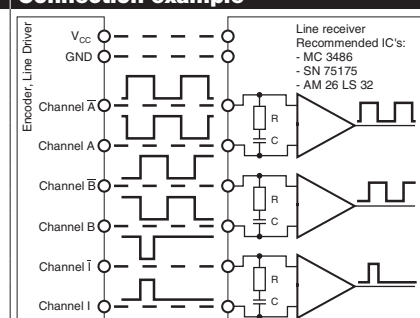 Connection example
Encoder, Line Driver
V_CC
GND
Channel A̅
Channel A
Channel B̅
Channel B
Channel I̅
Channel I
Line receiver
Recommended IC's:
- MC 3486
- SN 75175
- AM 26 LS 32
R
C
R
C
R
C